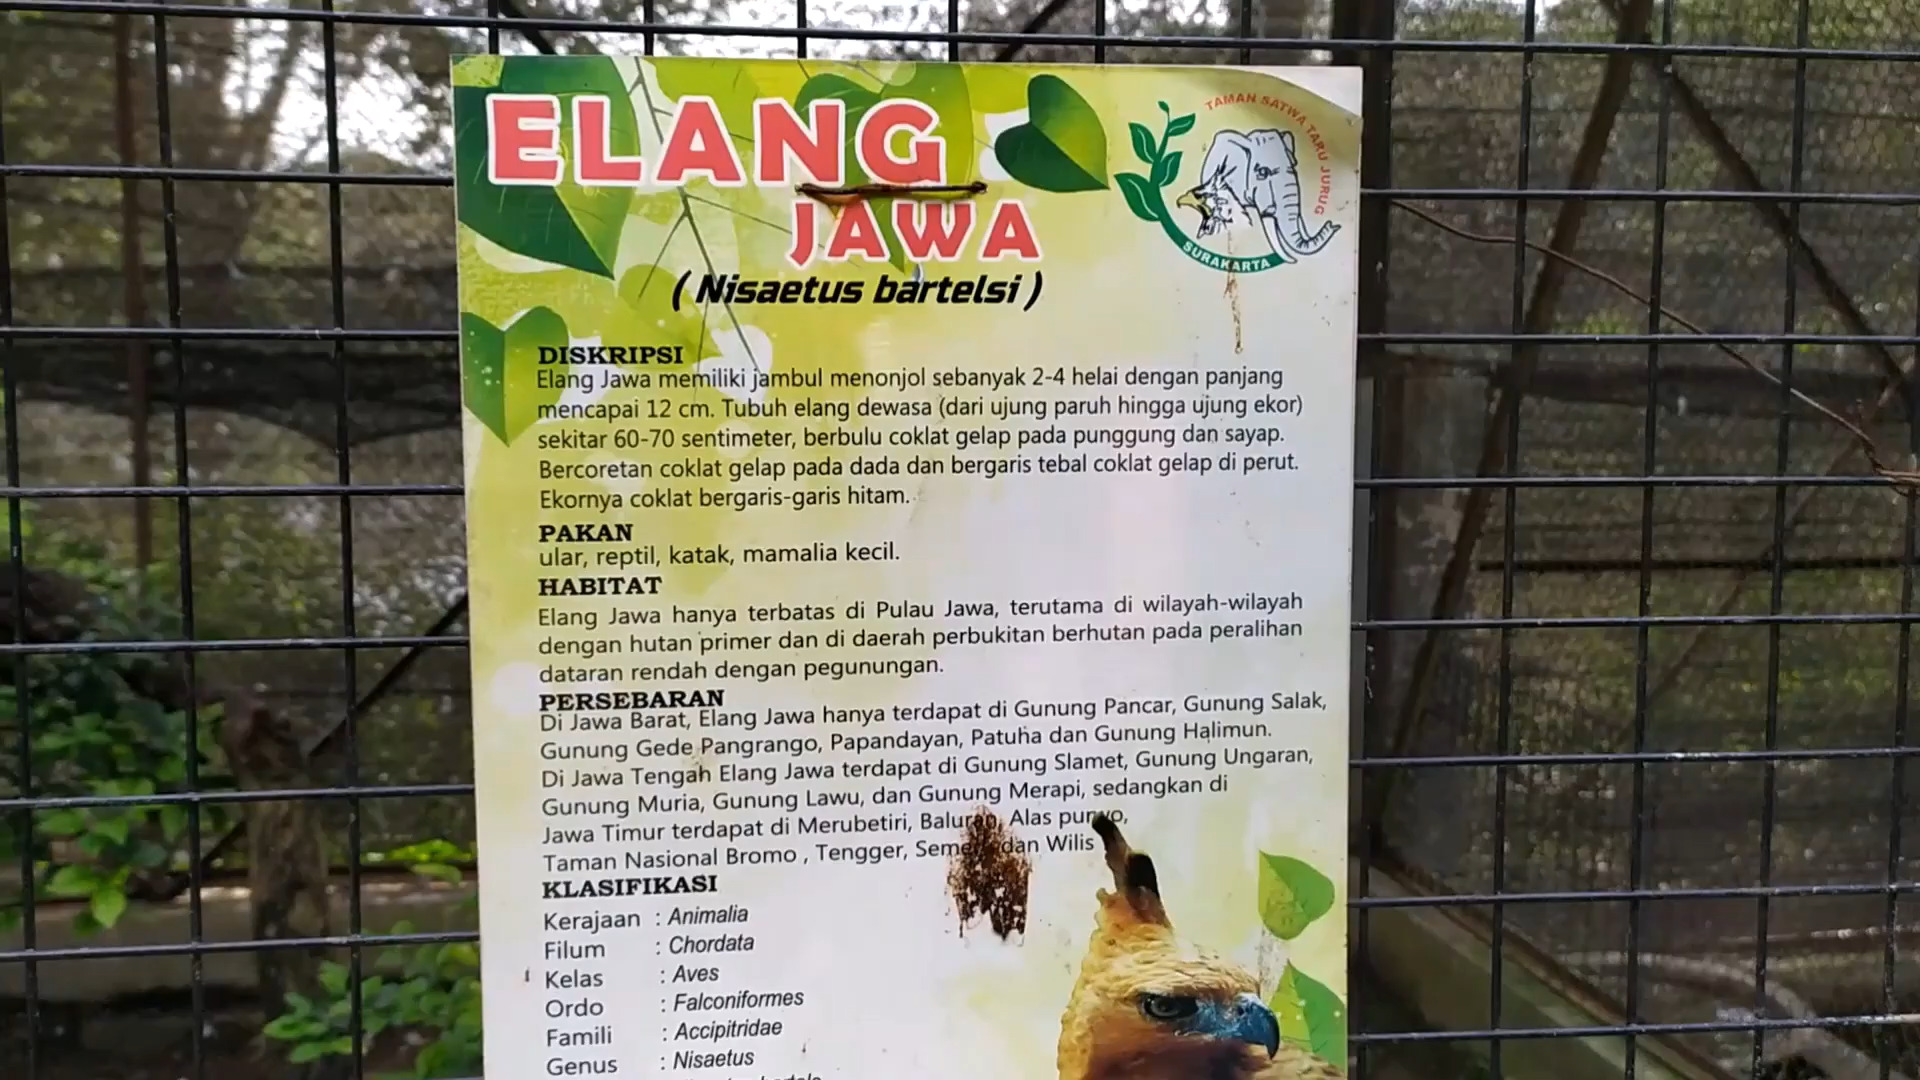 ELANG
JAWA
(Nisaetus bartelsi)
TAMAN SATWA TARU JURUG
SURAKARTA
DISKRIPSI
Elang Jawa memiliki jambul menonjol sebanyak 2-4 helai dengan panjang
mencapai 12 cm. Tubuh elang dewasa (dari ujung paruh hingga ujung ekor)
sekitar 60-70 sentimeter, berbulu coklat gelap pada punggung dan sayap.
Bercoretan coklat gelap pada dada dan bergaris tebal coklat gelap di perut.
Ekornya coklat bergaris-garis hitam.
PAKAN
ular, reptil, katak, mamalia kecil.
HABITAT
Elang Jawa hanya terbatas di Pulau Jawa, terutama di wilayah-wilayah
dengan hutan primer dan di daerah perbukitan berhutan pada peralihan
dataran rendah dengan pegunungan.
PERSEBARAN
Di Jawa Barat, Elang Jawa hanya terdapat di Gunung Pancar, Gunung Salak,
Gunung Gede Pangrango, Papandayan, Patuha dan Gunung Halimun.
Di Jawa Tengah Elang Jawa terdapat di Gunung Slamet, Gunung Ungaran,
Gunung Muria, Gunung Lawu, dan Gunung Merapi, sedangkan di
Jawa Timur terdapat di Merubetiri, Baluran, Alas purwo,
Taman Nasional Bromo , Tengger, Semeru dan Wilis
KLASIFIKASI
Kerajaan : Animalia
Filum : Chordata
Kelas : Aves
Ordo : Falconiformes
Famili : Accipitridae
Genus : Nisaetus